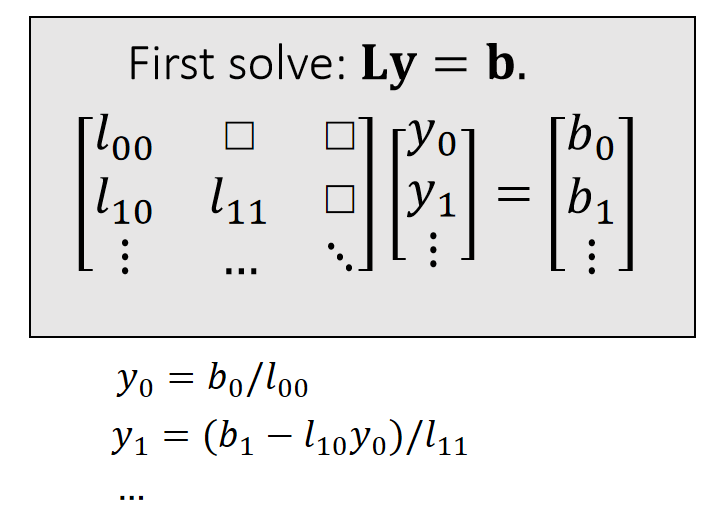 First solve: Ly = b.
[l₀₀ □ □] [y₀] [b₀]
[l₁₀ l₁₁ □] [y₁] = [b₁]
[⋮ … ⋱] [⋮] [⋮]
y₀ = b₀/l₀₀
y₁ = (b₁ − l₁₀y₀)/l₁₁
…